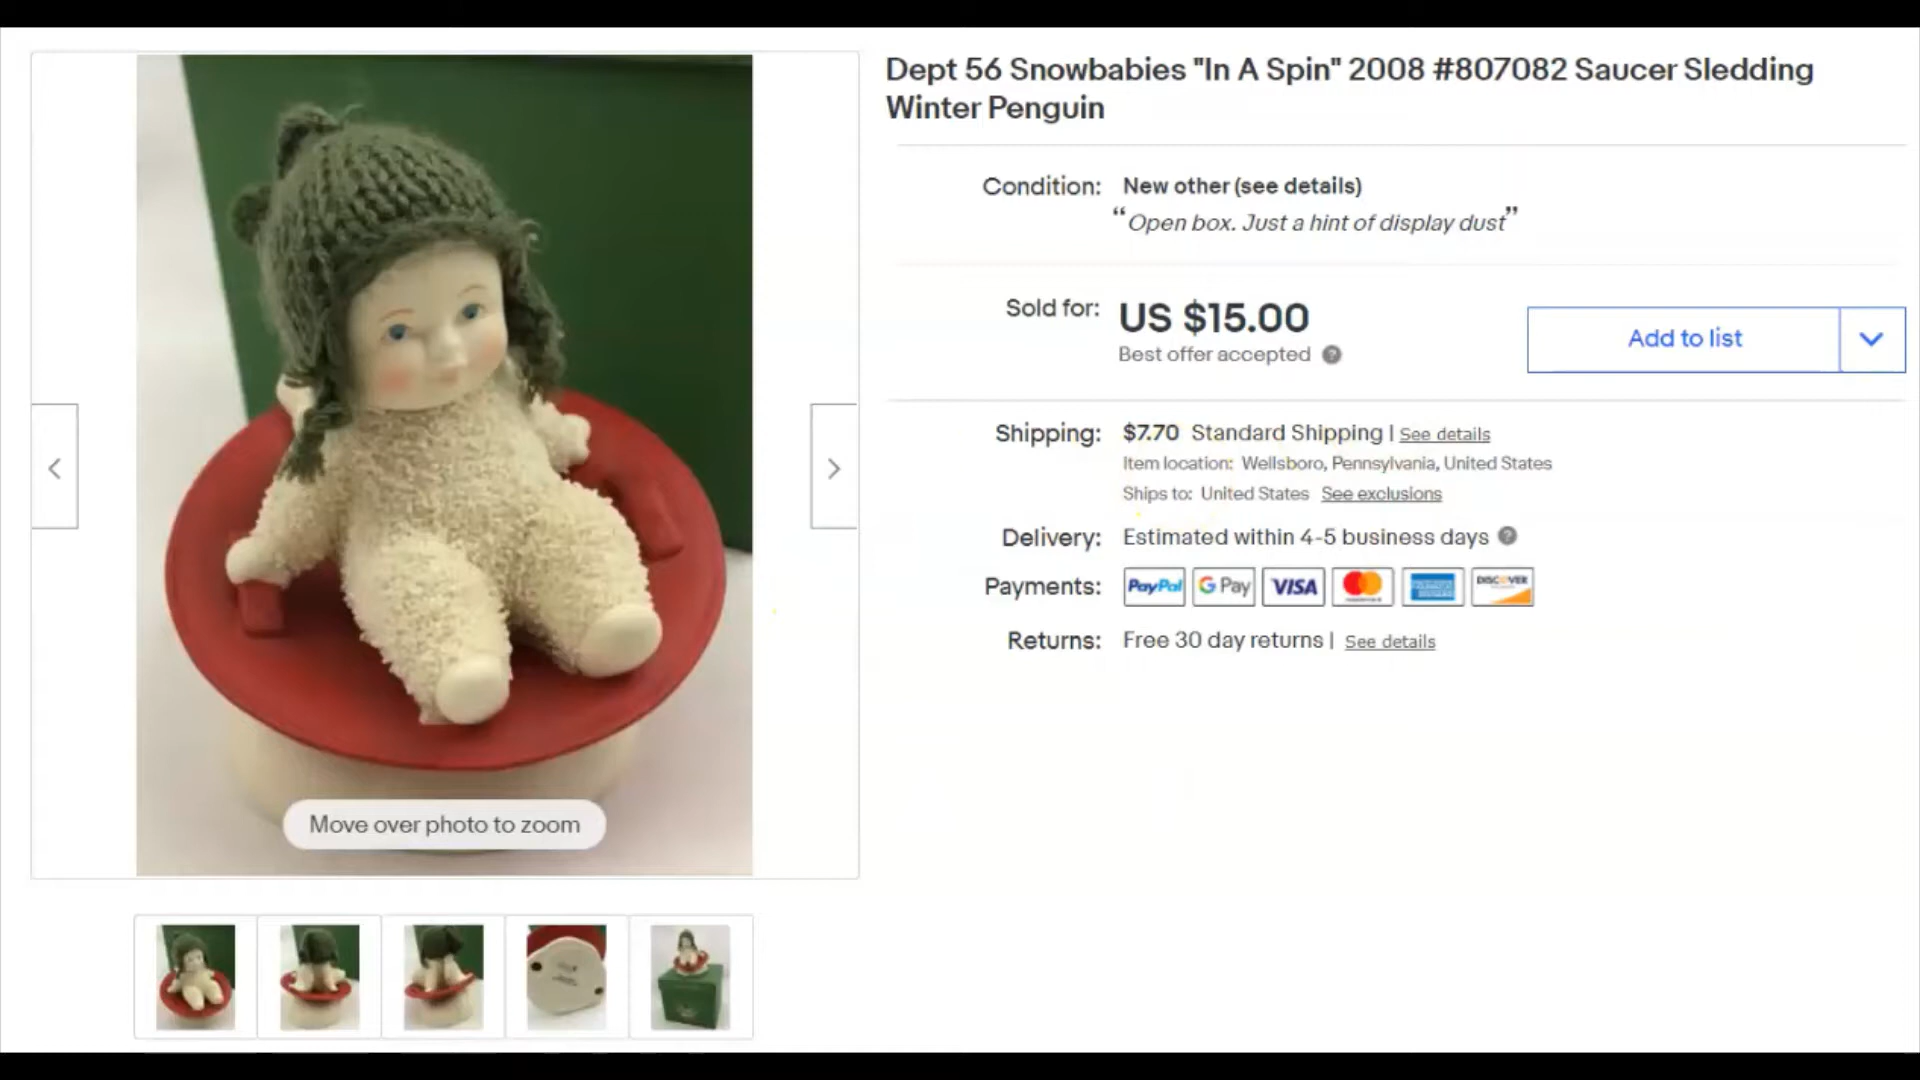 Dept 56 Snowbabies "In A Spin" 2008 #807082 Saucer Sledding
Winter Penguin
Condition: New other (see details)
“Open box. Just a hint of display dust”
Sold for: US $15.00
Best offer accepted
Add to list
Shipping: $7.70 Standard Shipping | See details
Item location: Wellsboro, Pennsylvania, United States
Ships to: United States See exclusions
Delivery: Estimated within 4-5 business days
Payments: PayPal G Pay VISA DISCOVER
Returns: Free 30 day returns | See details
Move over photo to zoom